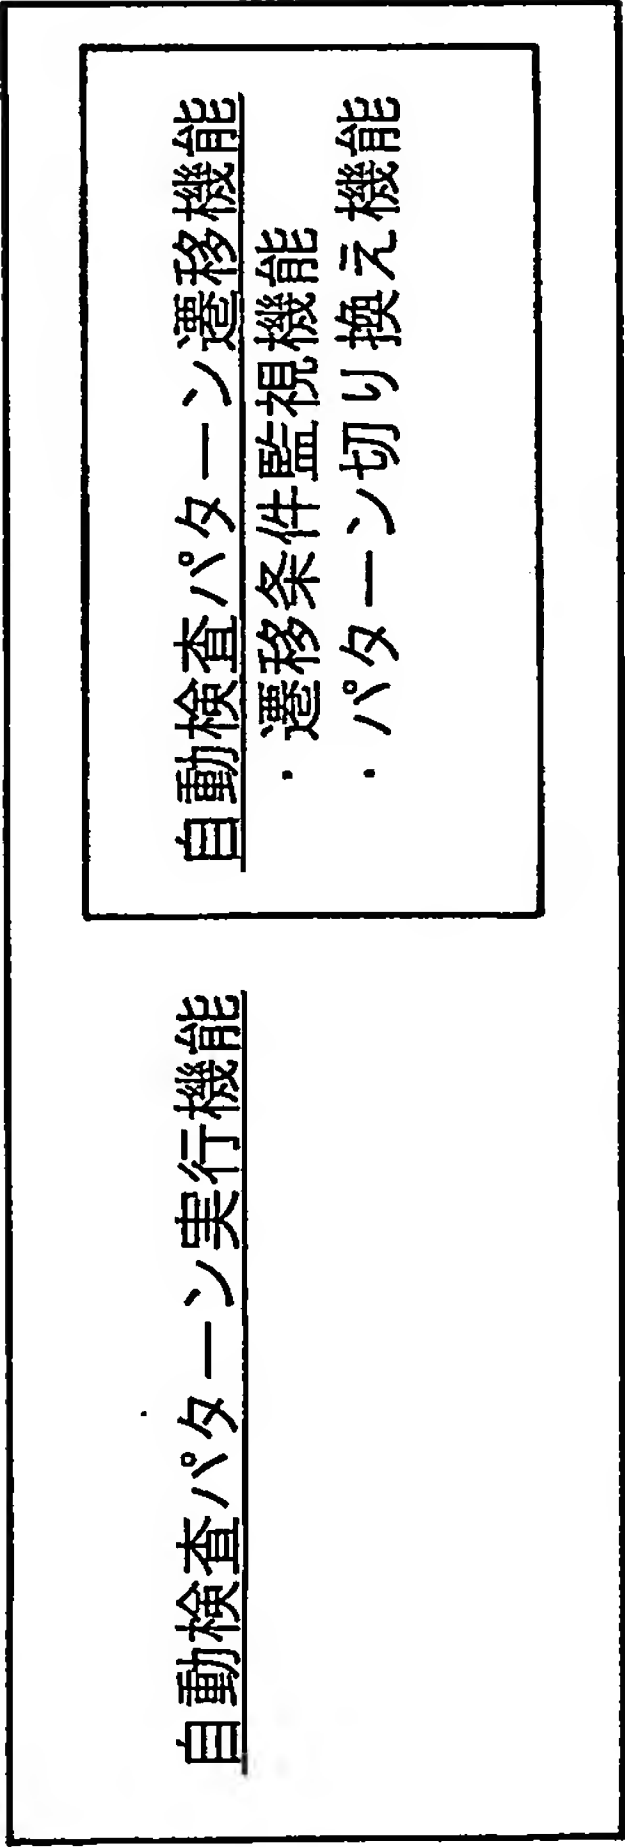 自動検査パターン実行機能
自動検査パターン遷移機能
・遷移条件監視機能
・パターン切り換え機能